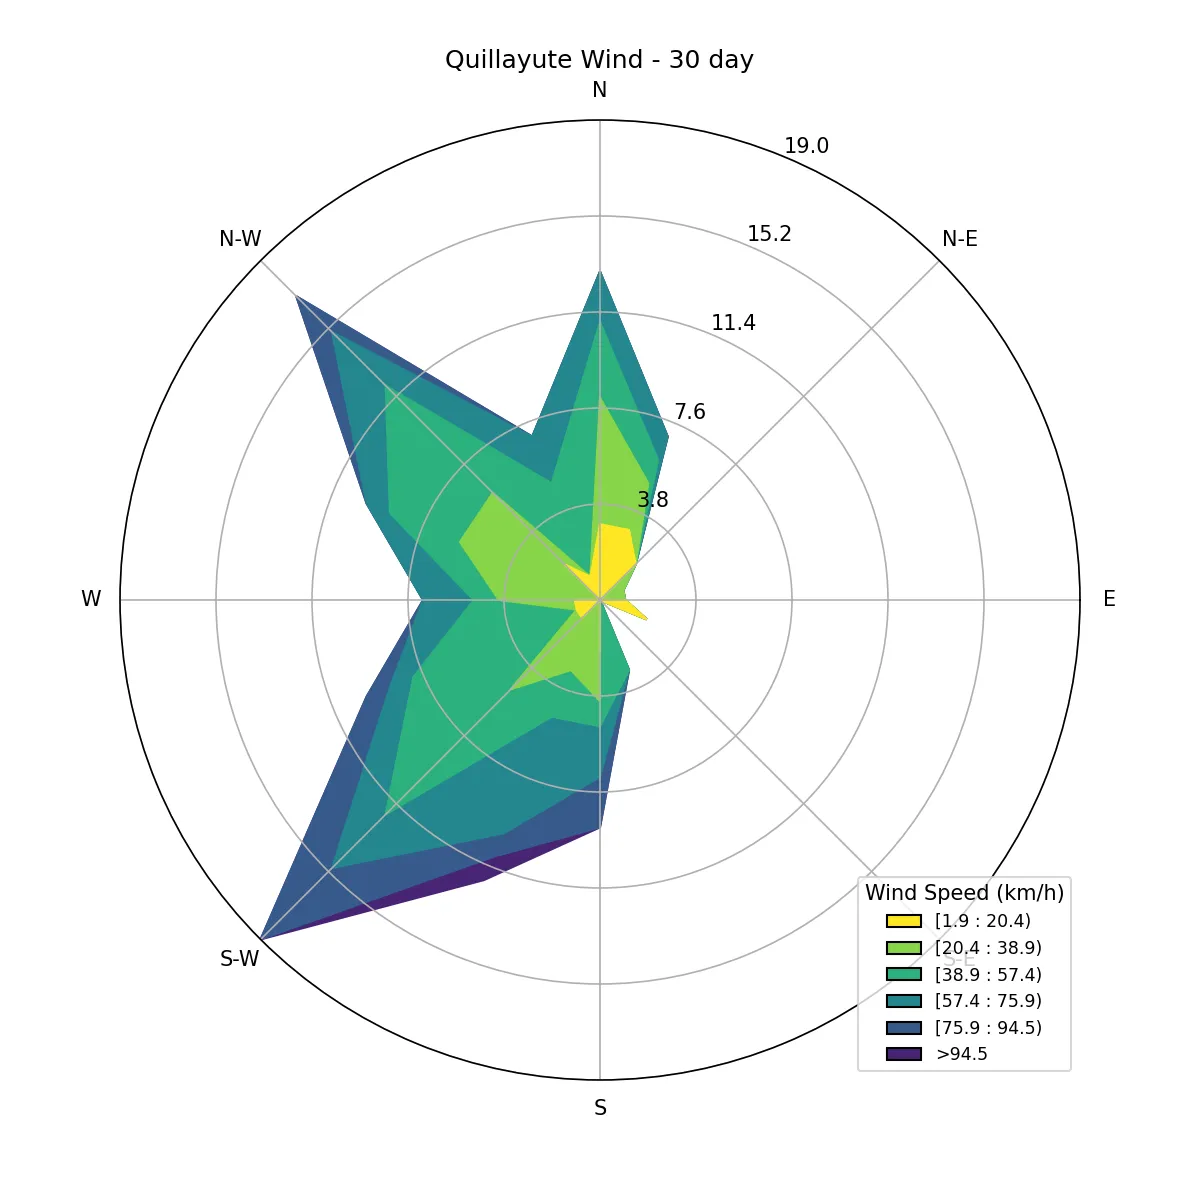 Quillayute Wind - 30 day
N
19.0
15.2
N-W
N-E
11.4
7.6
3.8
W
E
S-W
S-E
Wind Speed (km/h)
[1.9 : 20.4)
[20.4 : 38.9)
[38.9 : 57.4)
[57.4 : 75.9)
[75.9 : 94.5)
>94.5
S